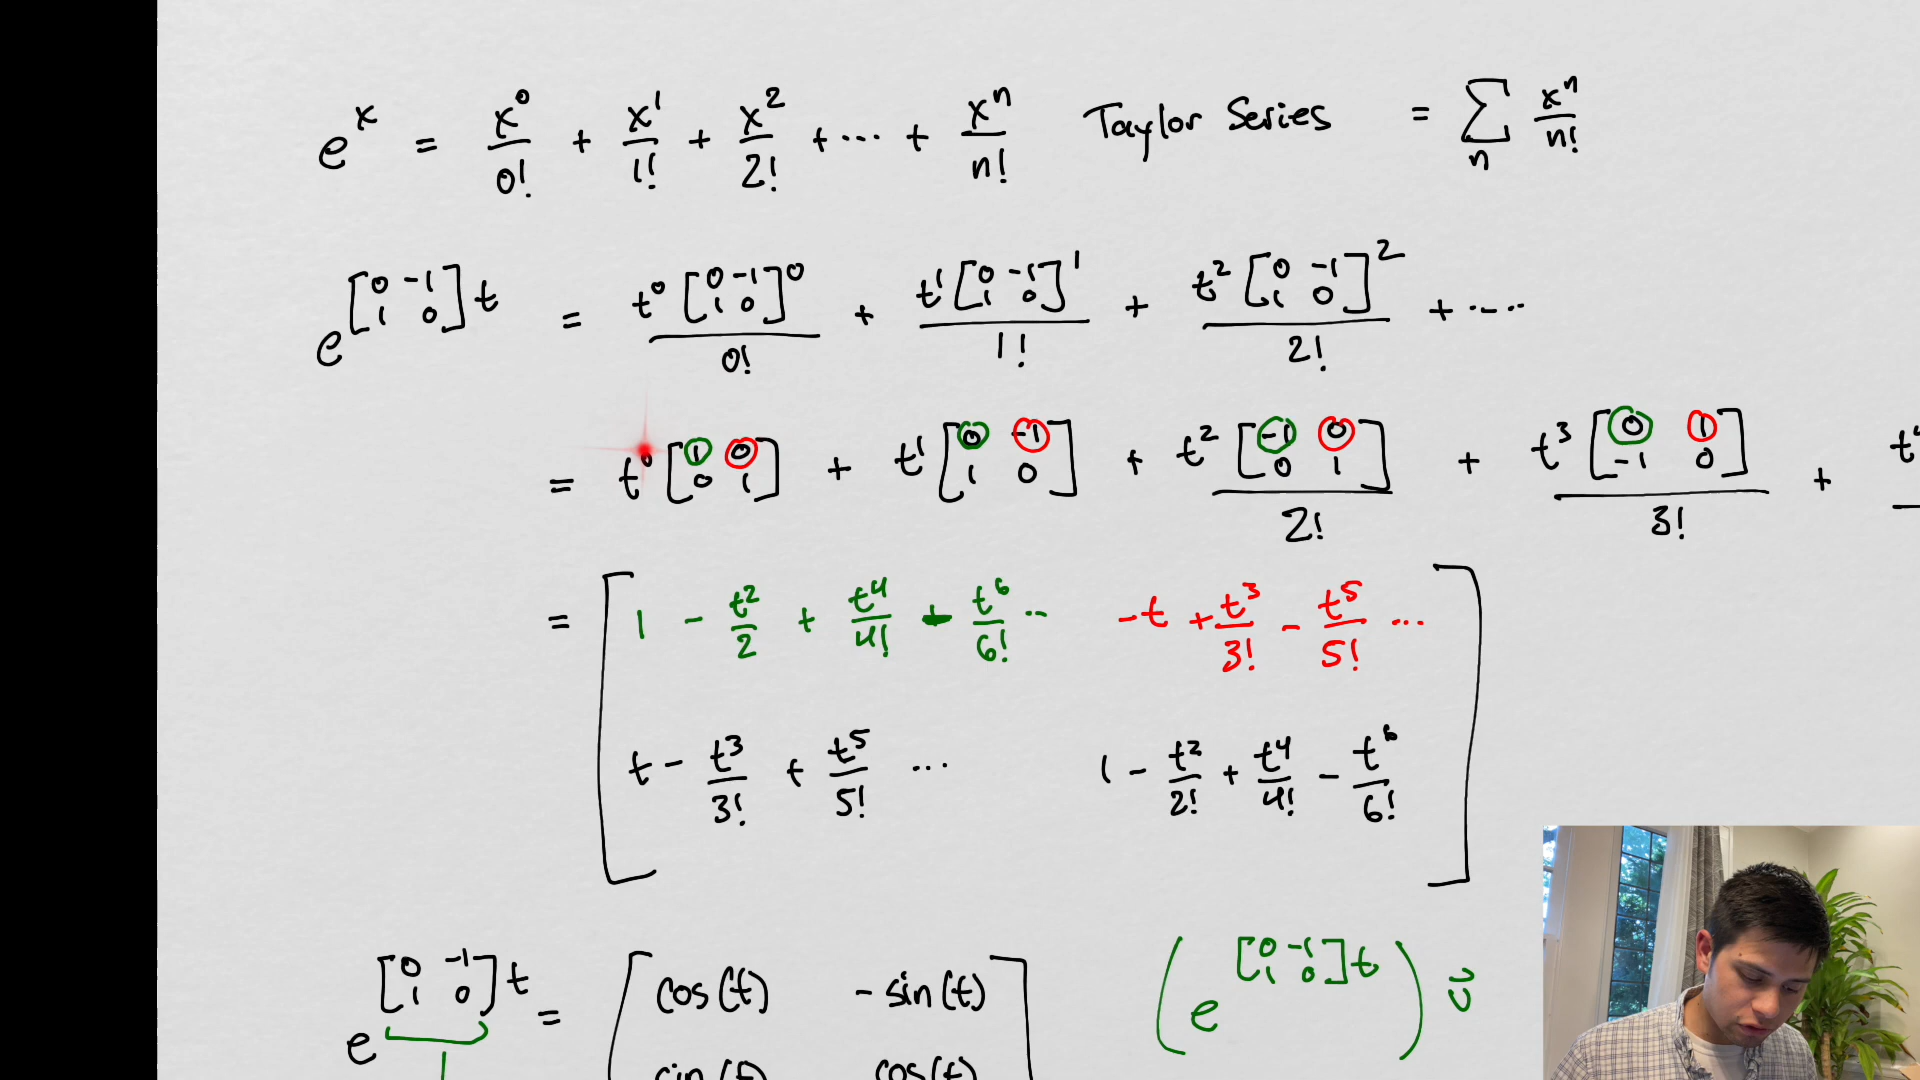 e^x = x^0/0! + x^1/1! + x^2/2! + ... + x^n/n! Taylor Series = Σ_n x^n/n!
e^([0 -1; 1 0]t) = t^0[0 -1; 1 0]^0/0! + t^1[0 -1; 1 0]^1/1! + t^2[0 -1; 1 0]^2/2! + ....
= t^0[1 0; 0 1] + t^1[0 -1; 1 0] + t^2[-1 0; 0 1]/2! + t^3[0 1; -1 0]/3! + t^4
= [1 - t^2/2 + t^4/4! - t^6/6! .. -t + t^3/3! - t^5/5! ...
t - t^3/3! + t^5/5! ... 1 - t^2/2! + t^4/4! - t^6/6!]
e^([0 -1; 1 0]t) = [cos(t) -sin(t)
sin(t) cos(t)
(e^([0 -1; 1 0]t)) v⃗